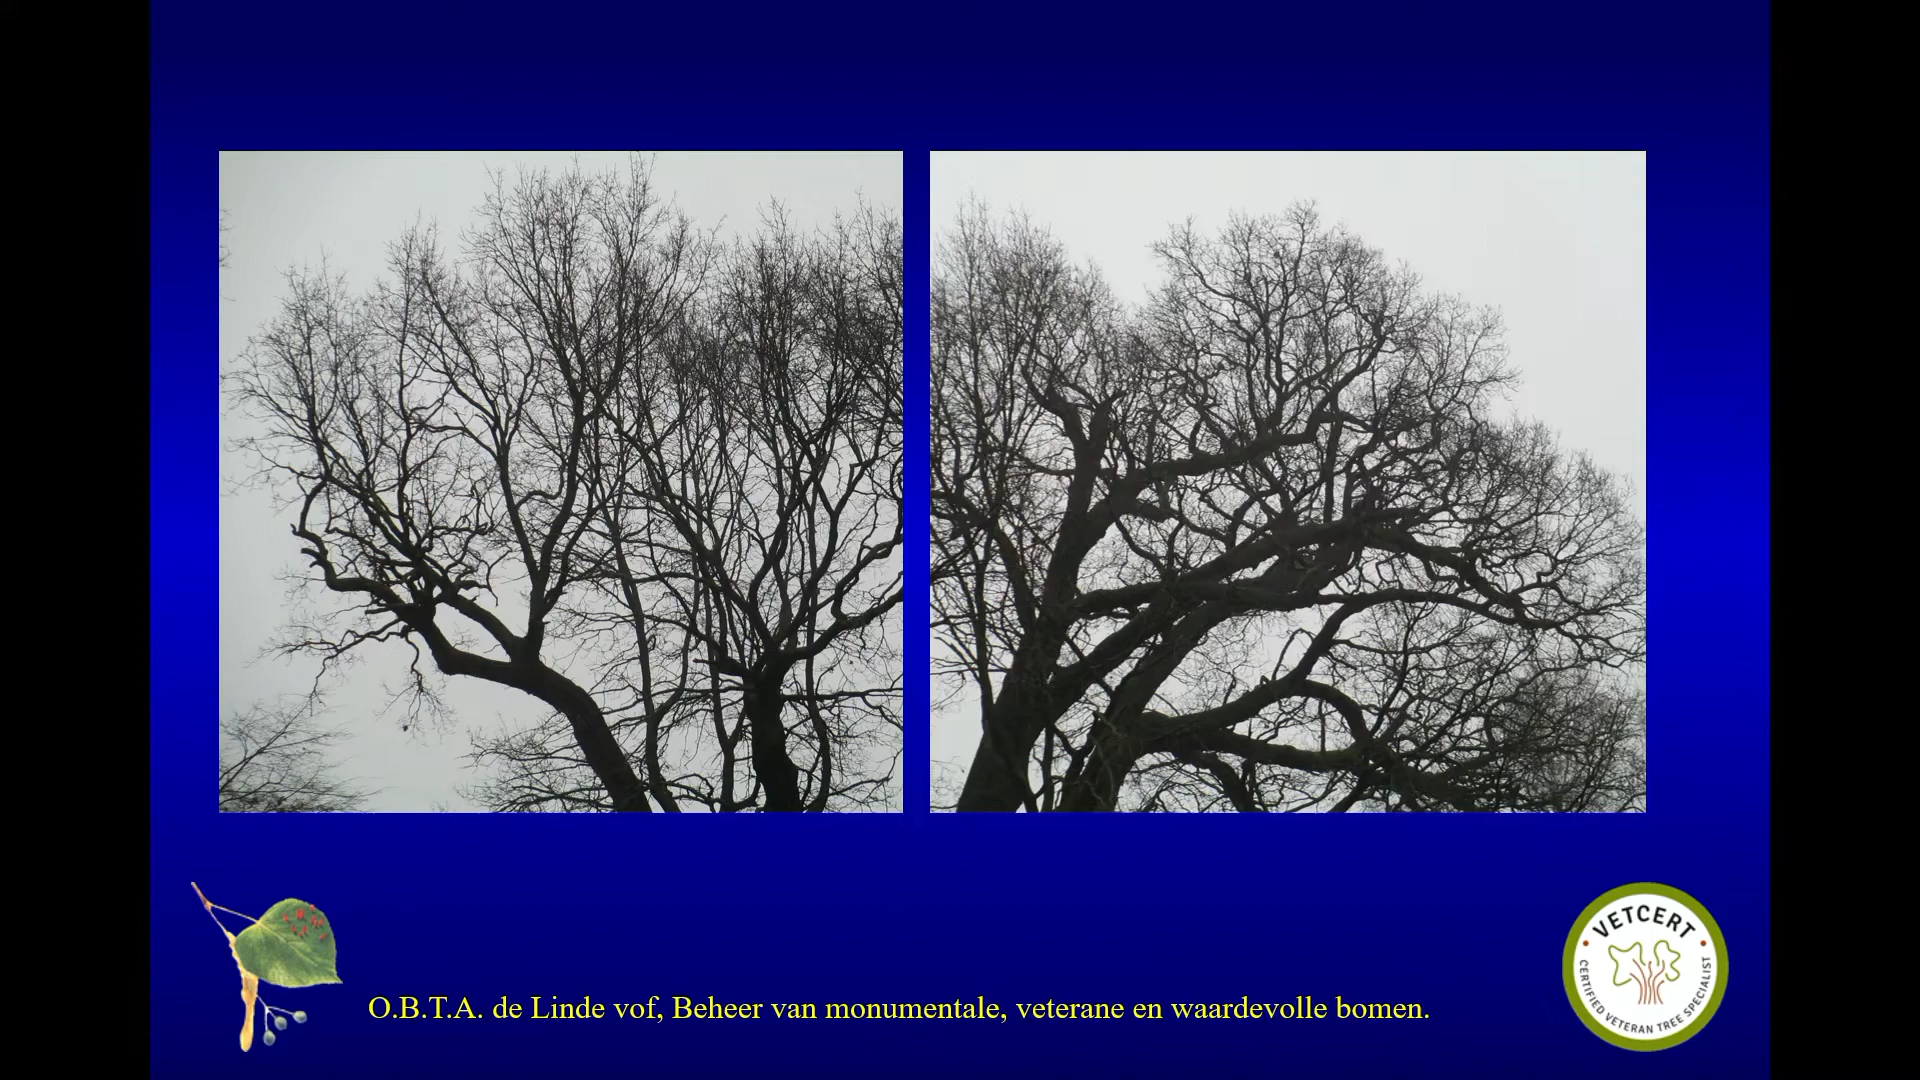 VETCERT
CERTIFIED VETERAN TREE SPECIALIST
O.B.T.A. de Linde vof, Beheer van monumentale, veterane en waardevolle bomen.